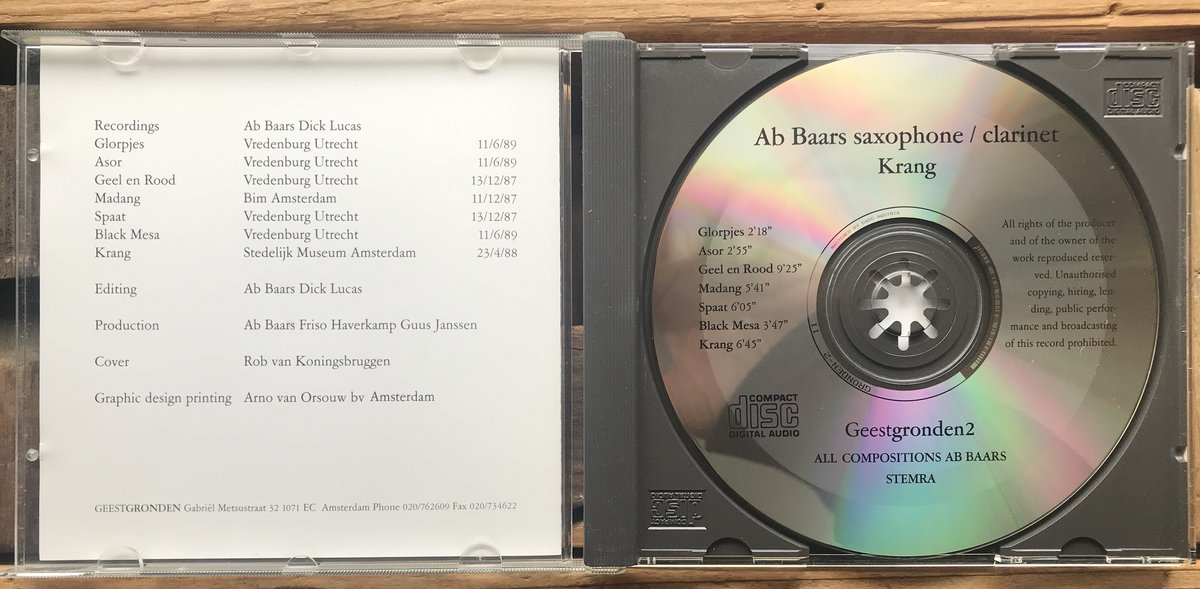 Recordings Ab Baars Dick Lucas
Glorpjes Vredenburg Utrecht 11/6/89
Asor Vredenburg Utrecht 11/6/89
Geel en Rood Vredenburg Utrecht 13/12/87
Madang Bim Amsterdam 11/12/87
Spaat Vredenburg Utrecht 13/12/87
Black Mesa Vredenburg Utrecht 11/6/89
Krang Stedelijk Museum Amsterdam 23/4/88
Editing Ab Baars Dick Lucas
Production Ab Baars Friso Haverkamp Guus Janssen
Cover Rob van Koningsbruggen
Graphic design printing Arno van Orsouw bv Amsterdam
GEESTGRONDEN Gabriël Metsustraat 32 1071 EC Amsterdam Phone 020/762609 Fax 020/734622
Ab Baars saxophone / clarinet
Krang
Glorpjes 2’18”
Asor 2’55”
Geel en Rood 9’25”
Madang 5’41”
Spaat 6’05”
Black Mesa 3’47”
Krang 6’45”
All rights of the producer
and of the owner of the
work reproduced reser-
ved. Unauthorised
copying, hiring, len-
ding, public perfor-
mance and broadcasting
of this record prohibited.
GRONDEN-2 11
COMPACT
disc
DIGITAL AUDIO
Geestgronden2
ALL COMPOSITIONS AB BAARS
STEMRA
COMPACT
disc
DIGITAL AUDIO